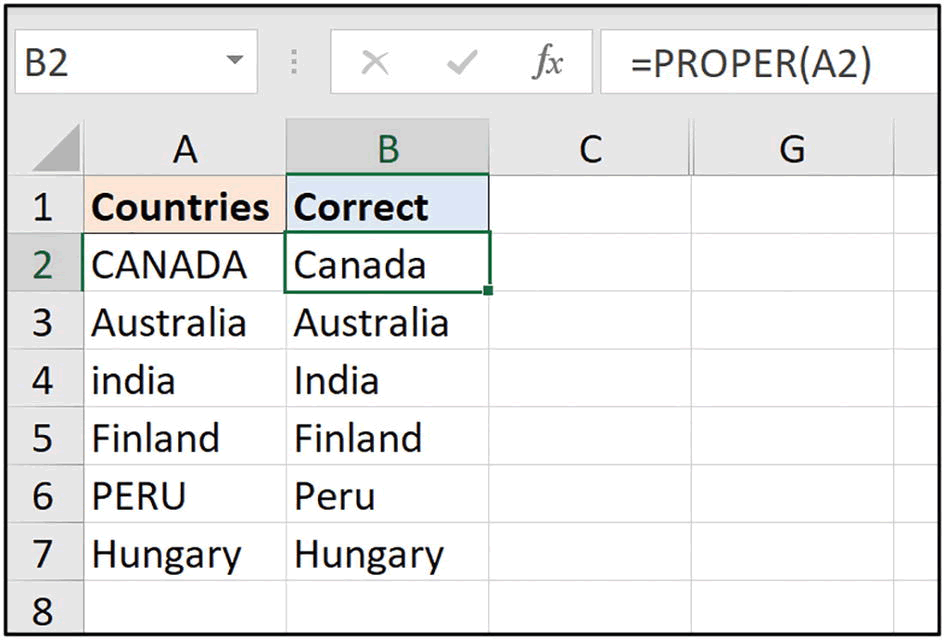 B2 fx =PROPER(A2)
A B C G
1 Countries Correct
2 CANADA Canada
3 Australia Australia
4 india India
5 Finland Finland
6 PERU Peru
7 Hungary Hungary
8